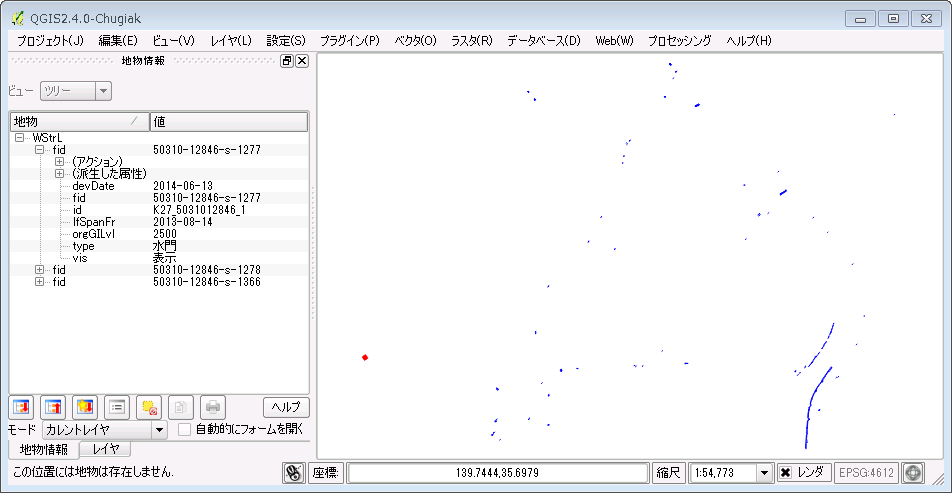 QGIS2.4.0-Chugiak
プロジェクト(J) 編集(E) ビュー(V) レイヤ(L) 設定(S) プラグイン(P) ベクタ(O) ラスタ(R) データベース(D) Web(W) プロセッシング ヘルプ(H)
地物情報
ビュー ツリー
地物 値
WStrL
fid 50310-12846-s-1277
(アクション)
(派生した属性)
devDate 2014-06-13
fid 50310-12846-s-1277
id K27_5031012846_1
lfSpanFr 2013-08-14
orgGILvl 2500
type 水門
vis 表示
fid 50310-12846-s-1278
fid 50310-12846-s-1366
ヘルプ
モード カレントレイヤ 自動的にフォームを開く
地物情報 レイヤ
この位置には地物は存在しません. 座標: 139.7444,35.6979 縮尺 1:54,773 レンダ EPSG:4612